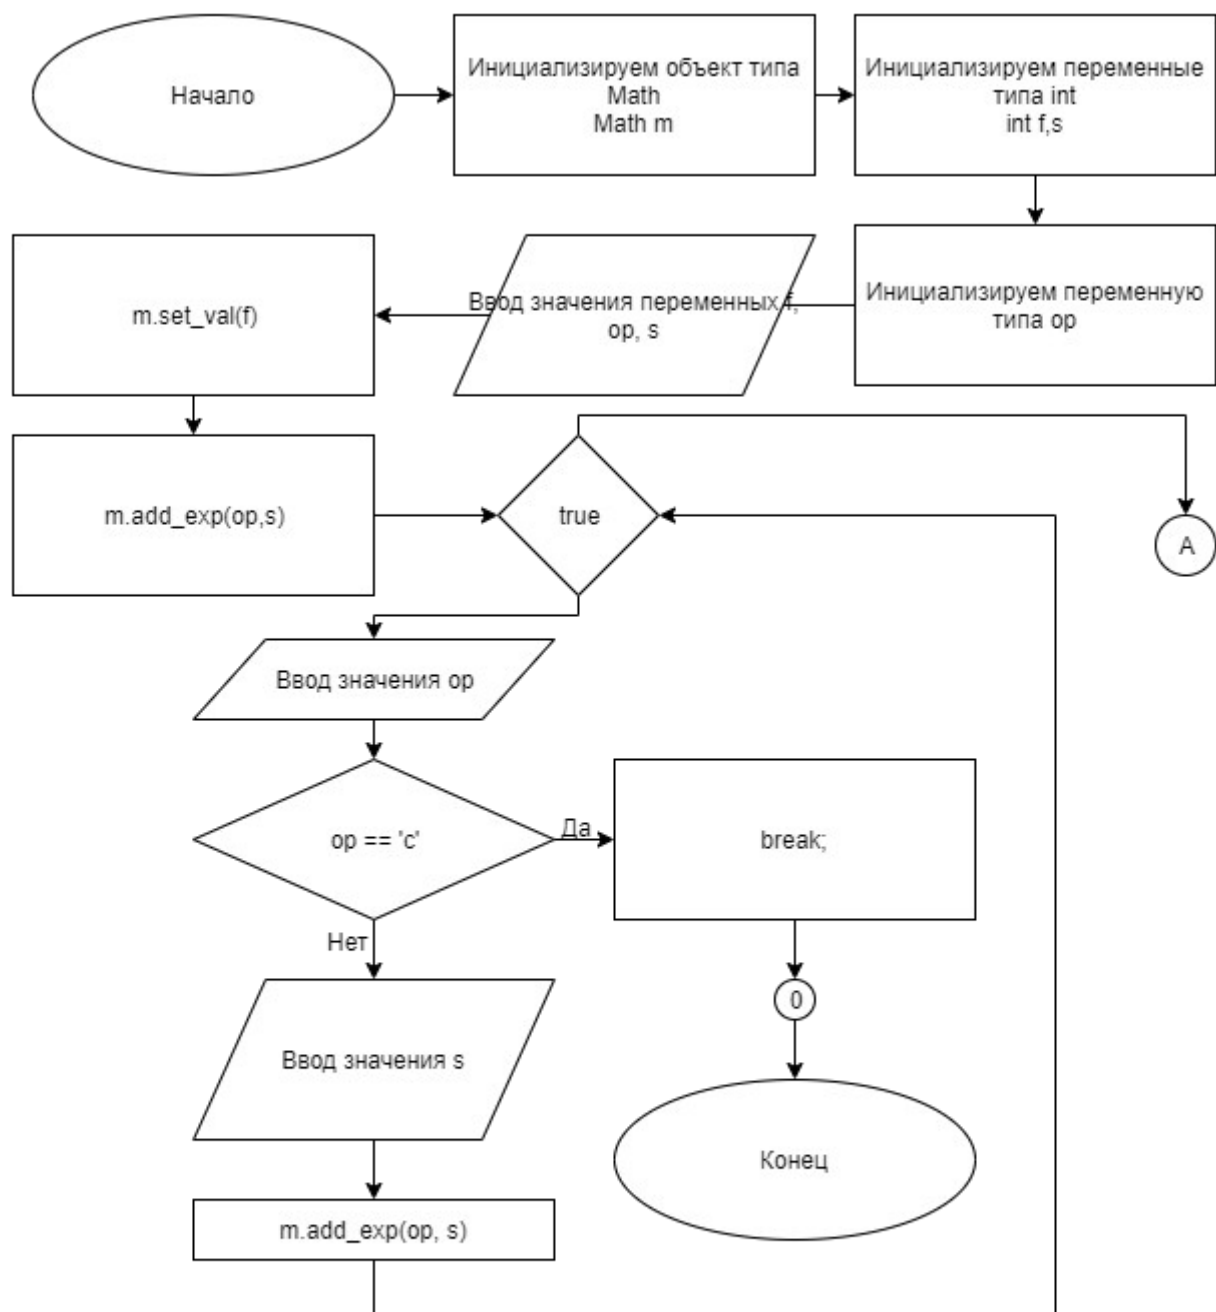 Начало
Инициализируем объект типа
Math
Math m
Инициализируем переменные
типа int
int f,s
Инициализируем переменную
типа op
Ввод значения переменных f,
op, s
m.set_val(f)
m.add_exp(op,s)
true
A
Ввод значения op
op == 'c'
Да
break;
Нет
0
Ввод значения s
Конец
m.add_exp(op, s)